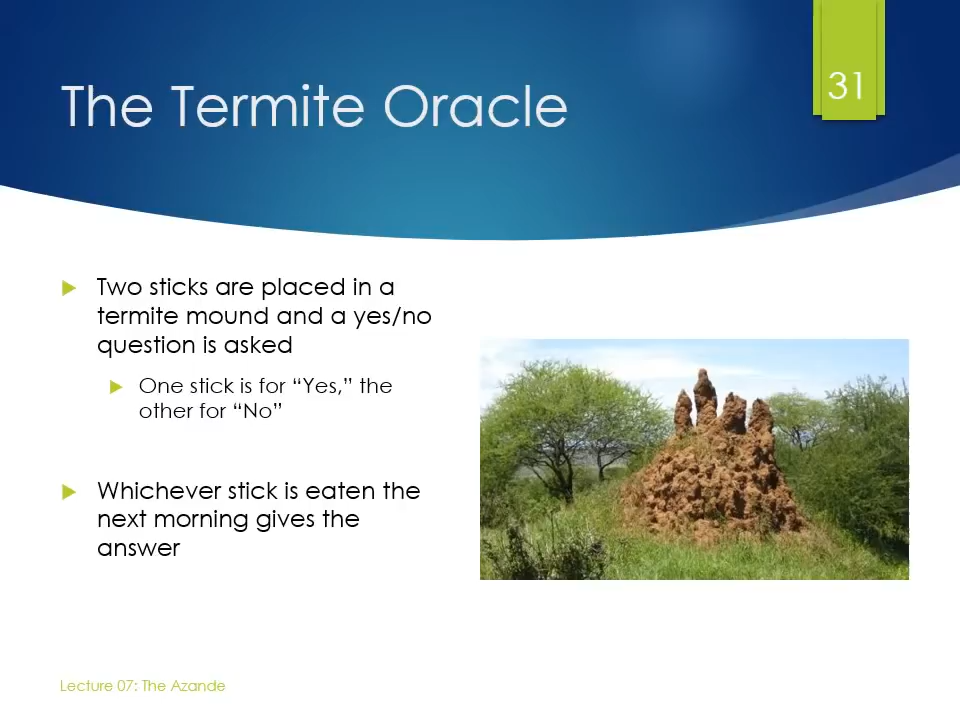 The Termite Oracle
31
Two sticks are placed in a
termite mound and a yes/no
question is asked
One stick is for “Yes,” the
other for “No”
Whichever stick is eaten the
next morning gives the
answer
Lecture 07: The Azande